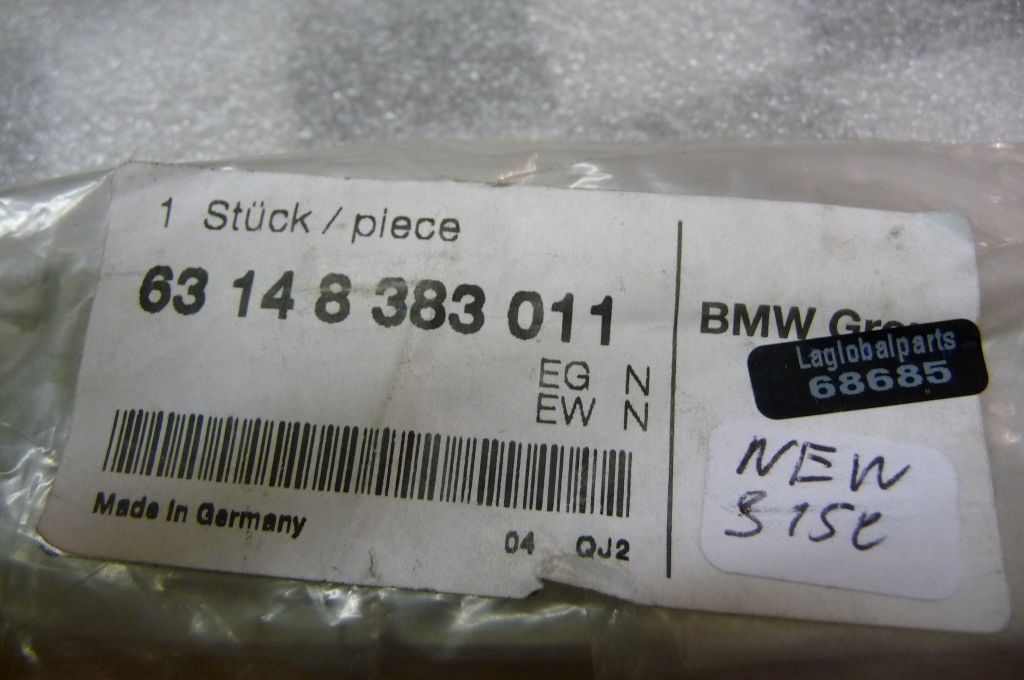 1 Stück / piece
63 14 8 383 011
EG N
EW N
Made in Germany
04 QJ2
BMW
Laglobalparts
68685
NEW